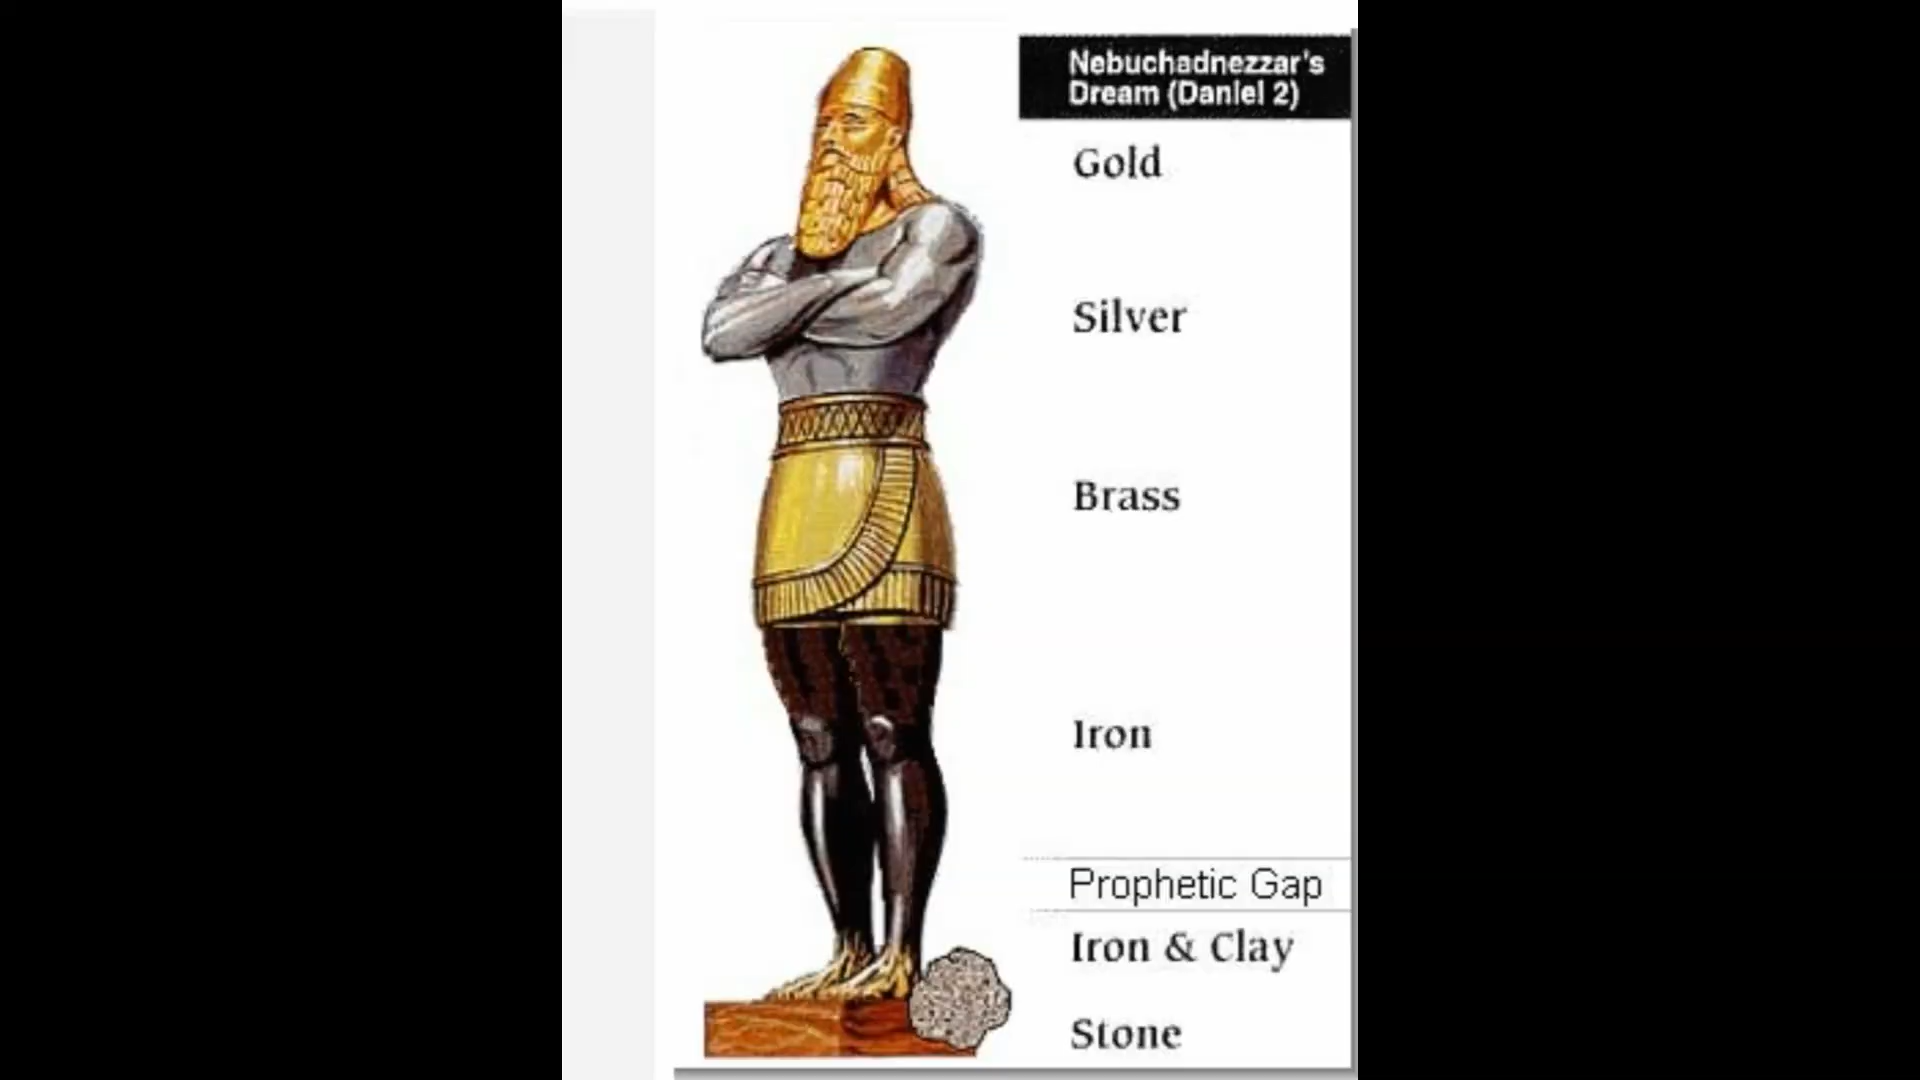 Nebuchadnezzar's
Dream (Daniel 2)
Gold
Silver
Brass
Iron
Prophetic Gap
Iron & Clay
Stone